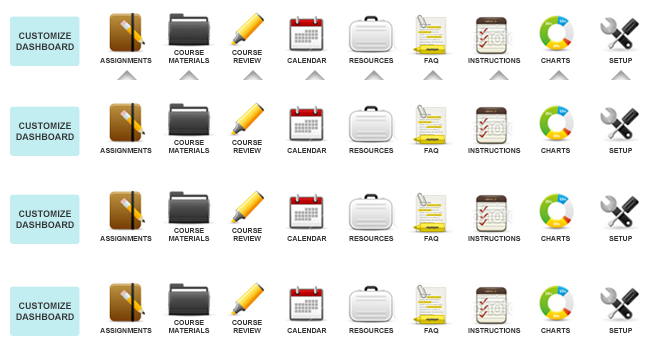 CUSTOMIZE
DASHBOARD
ASSIGNMENTS
COURSE
MATERIALS
COURSE
REVIEW
CALENDAR
RESOURCES
FAQ
INSTRUCTIONS
CHARTS
SETUP
CUSTOMIZE
DASHBOARD
ASSIGNMENTS
COURSE
MATERIALS
COURSE
REVIEW
CALENDAR
RESOURCES
FAQ
INSTRUCTIONS
CHARTS
SETUP
CUSTOMIZE
DASHBOARD
ASSIGNMENTS
COURSE
MATERIALS
COURSE
REVIEW
CALENDAR
RESOURCES
FAQ
INSTRUCTIONS
CHARTS
SETUP
CUSTOMIZE
DASHBOARD
ASSIGNMENTS
COURSE
MATERIALS
COURSE
REVIEW
CALENDAR
RESOURCES
FAQ
INSTRUCTIONS
CHARTS
SETUP